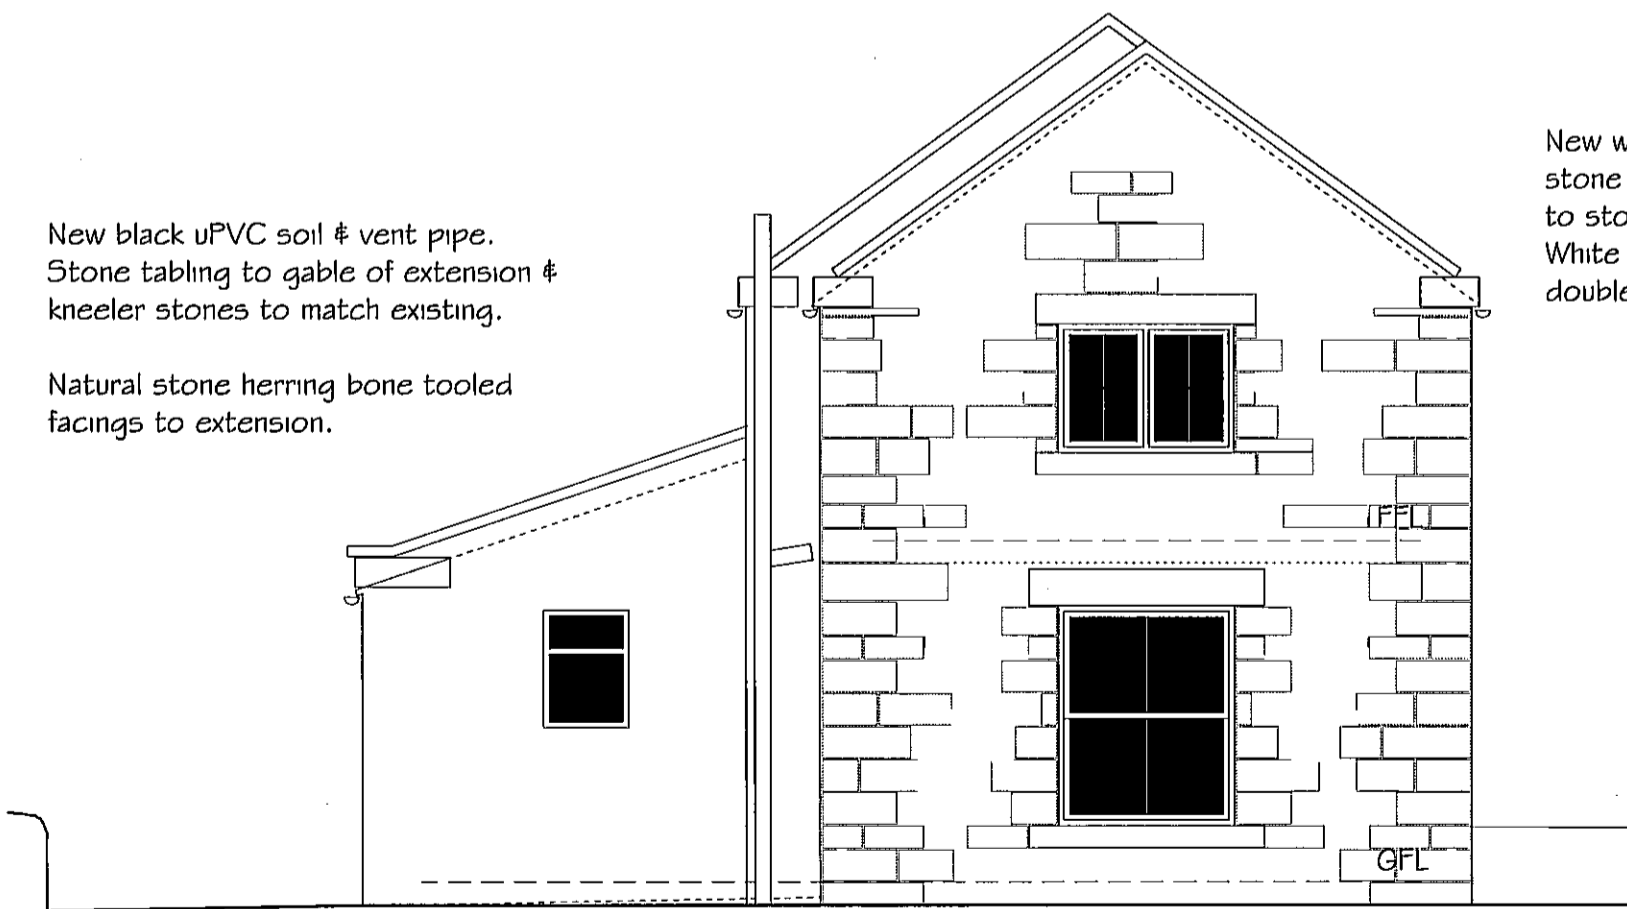 New black uPVC soil & vent pipe.
Stone tabling to gable of extension &
kneeler stones to match existing.
Natural stone herring bone tooled
facings to extension.
New w
stone
to sto
White
double
FFL
GFL